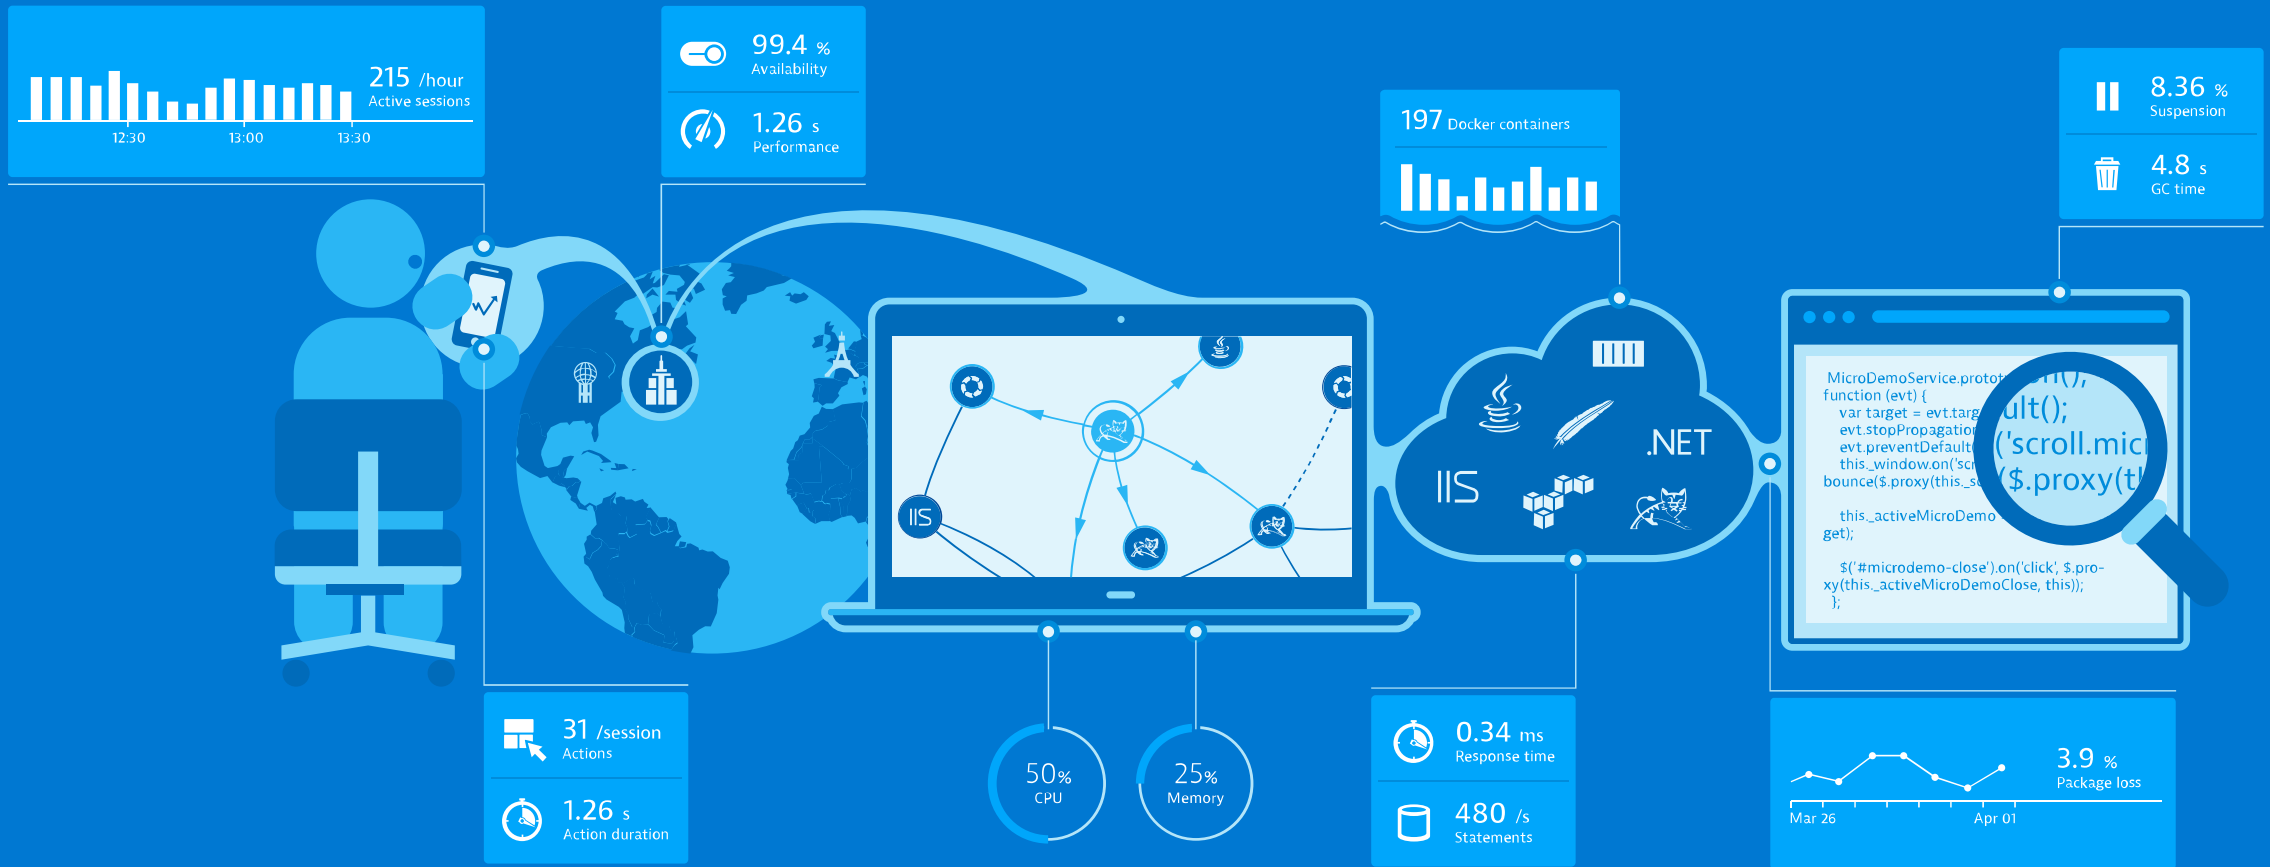 215 /hour
Active sessions
12:30 13:00 13:30
99.4 %
Availability
1.26 s
Performance
197 Docker containers
8.36 %
Suspension
4.8 s
GC time
IIS
.NET
IIS
MicroDemoService.protot
function (evt) {
var target = evt.targ
evt.stopPropagation
evt.preventDefault(
this._window.on('scr
bounce($.proxy(this._sc
this._activeMicroDemo
get);
$('#microdemo-close').on('click', $.pro-
xy(this._activeMicroDemoClose, this));
};
ult();
('scroll.micr
($.proxy(th
31 /session
Actions
1.26 s
Action duration
50%
CPU
25%
Memory
0.34 ms
Response time
480 /s
Statements
3.9 %
Package loss
Mar 26 Apr 01